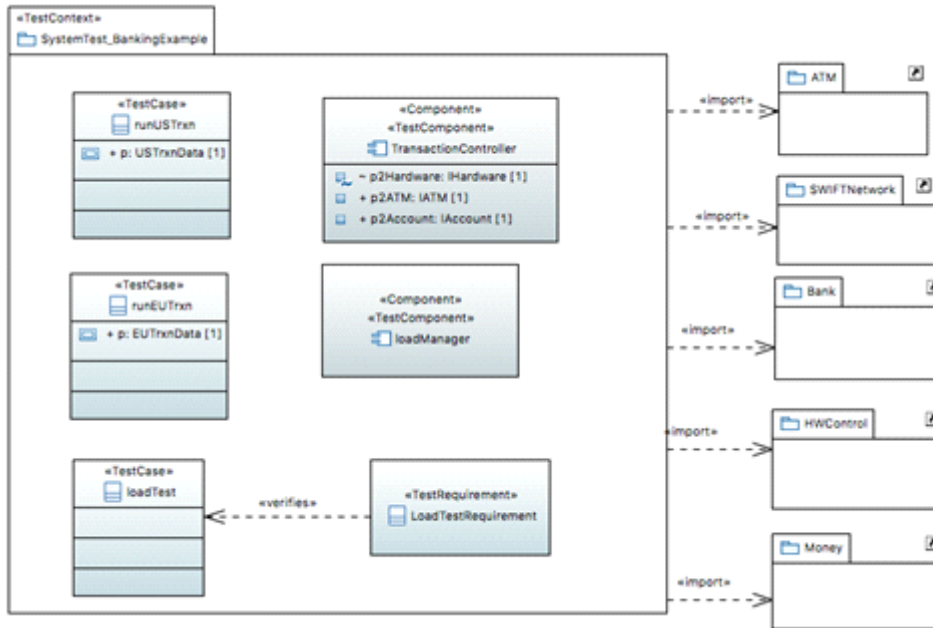 «TestContext»
SystemTest_BankingExample
«TestCase»
runUSTrxn
+ p: USTrxnData [1]
«Component»
«TestComponent»
TransactionController
~ p2Hardware: IHardware [1]
+ p2ATM: IATM [1]
+ p2Account: IAccount [1]
«TestCase»
runEUTrxn
+ p: EUTrxnData [1]
«Component»
«TestComponent»
loadManager
«TestCase»
loadTest
«verifies»
«TestRequirement»
LoadTestRequirement
«import»
ATM
«import»
SWIFTNetwork
«import»
Bank
«import»
HWControl
«import»
Money